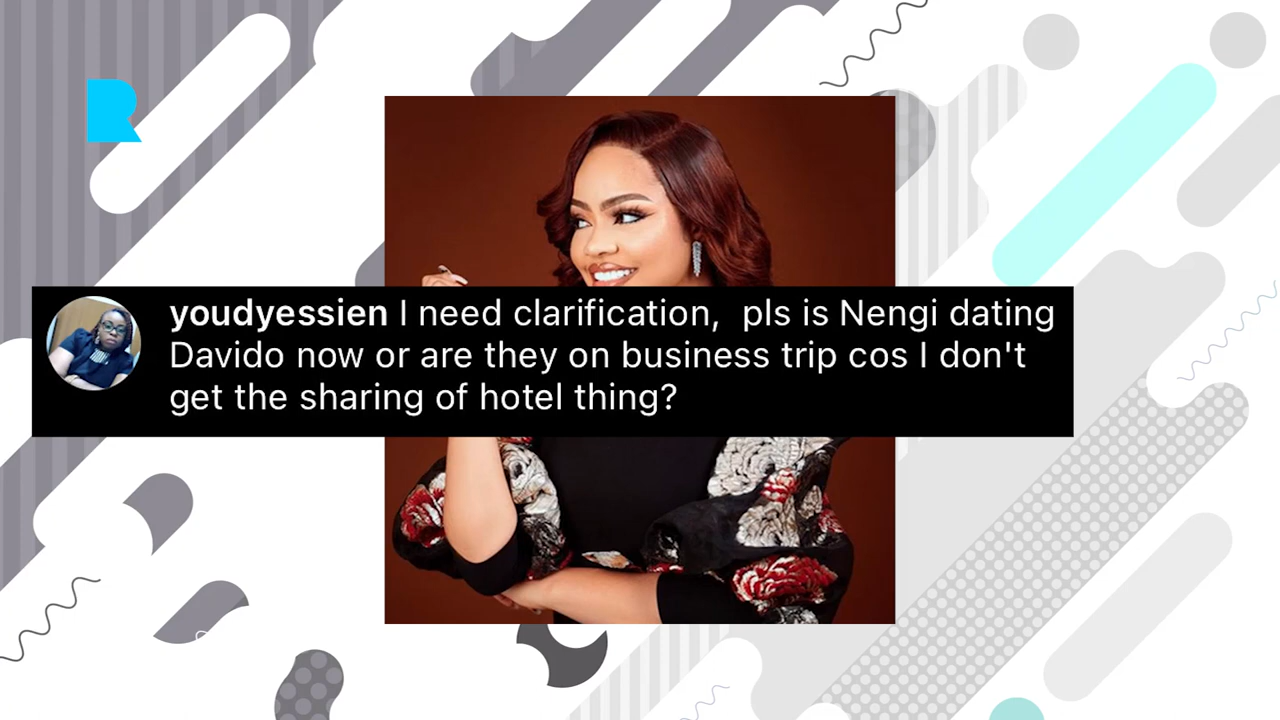 R
youdyessien I need clarification, pls is Nengi dating
Davido now or are they on business trip cos I don't
get the sharing of hotel thing?